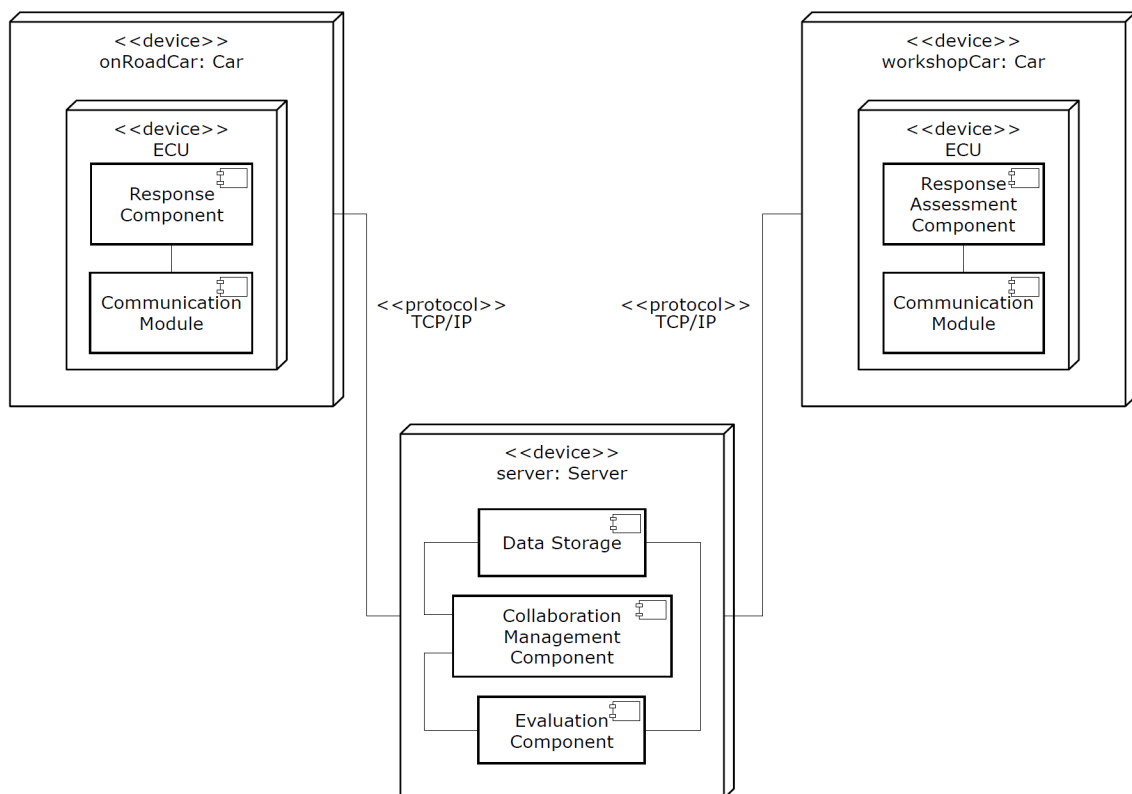 <<device>>
onRoadCar: Car
<<device>>
ECU
Response
Component
Communication
Module
<<device>>
workshopCar: Car
<<device>>
ECU
Response
Assessment
Component
Communication
Module
<<protocol>>
TCP/IP
<<protocol>>
TCP/IP
<<device>>
server: Server
Data Storage
Collaboration
Management
Component
Evaluation
Component